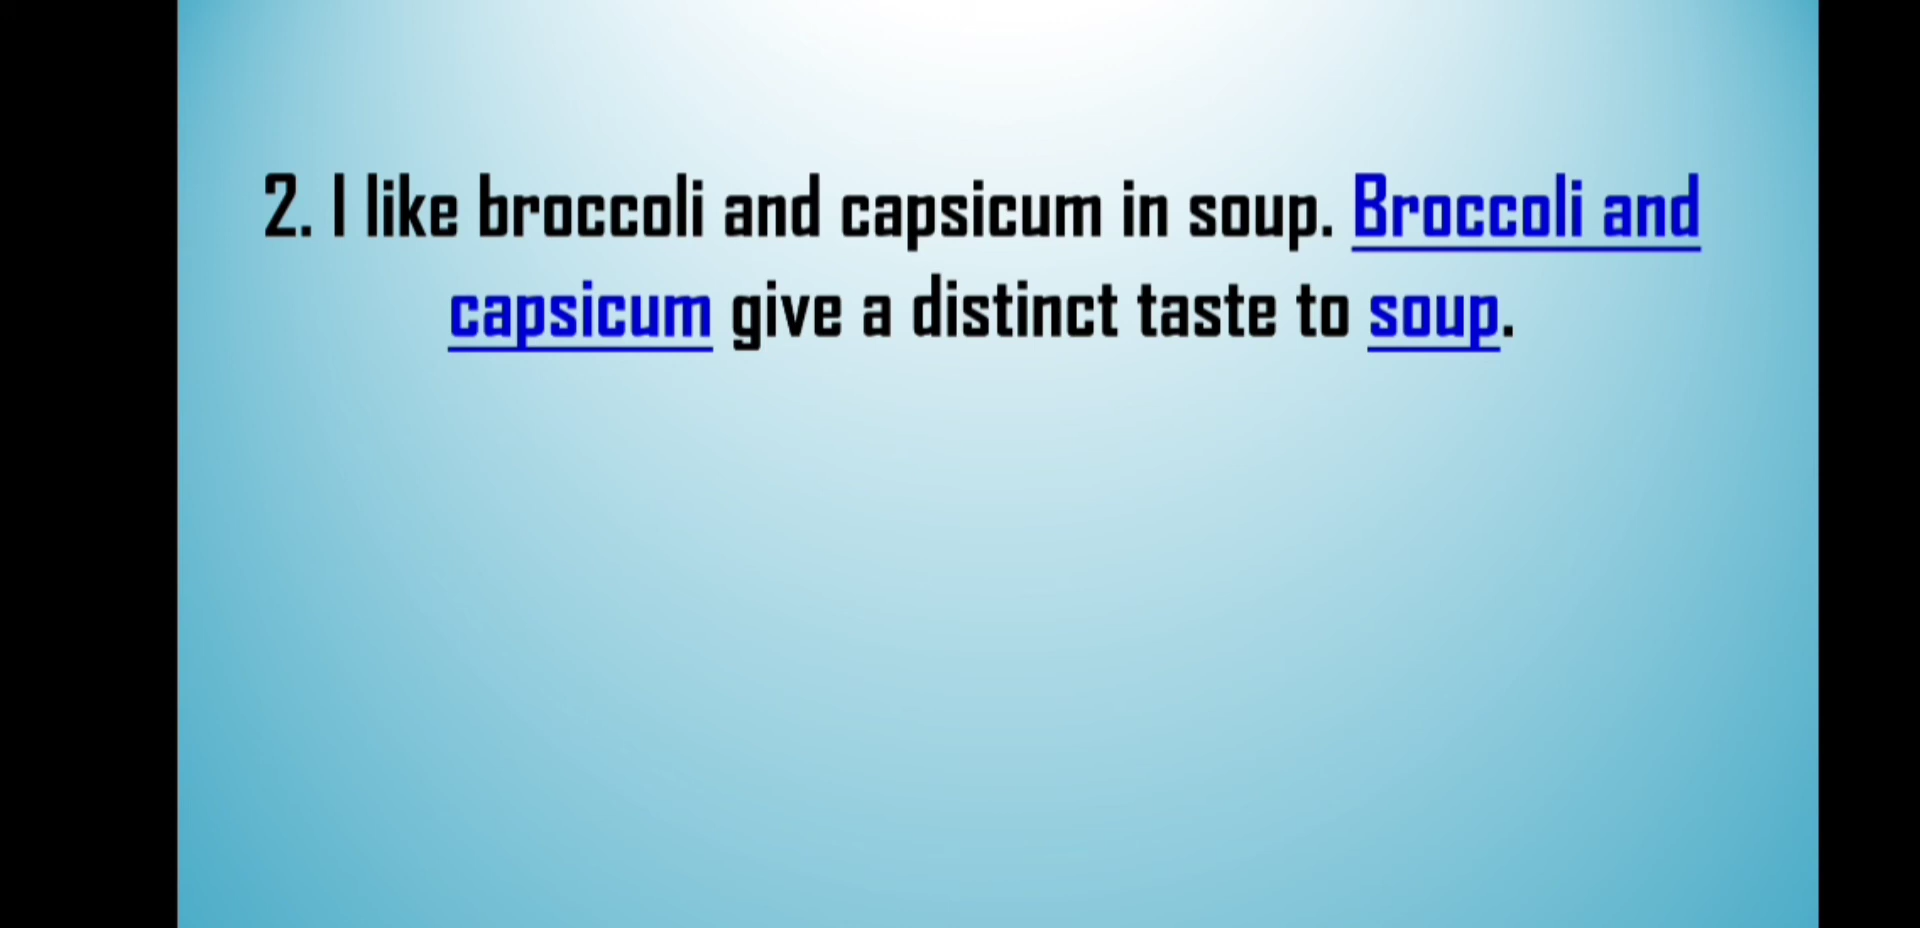 2. I like broccoli and capsicum in soup. Broccoli and
capsicum give a distinct taste to soup.